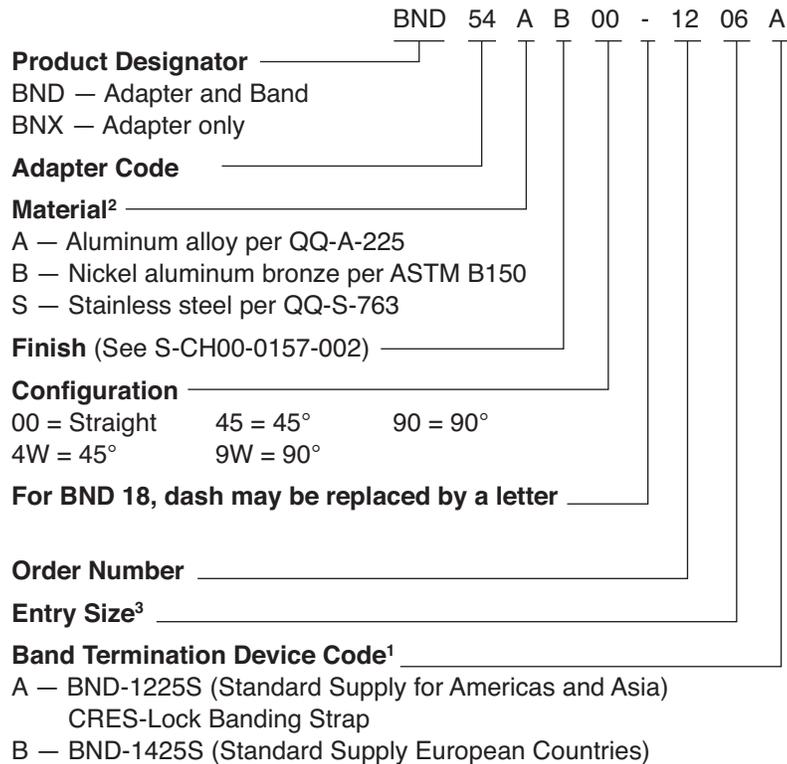 BND 54 A B 00 - 12 06 A
Product Designator
BND — Adapter and Band
BNX — Adapter only
Adapter Code
Material²
A — Aluminum alloy per QQ-A-225
B — Nickel aluminum bronze per ASTM B150
S — Stainless steel per QQ-S-763
Finish (See S-CH00-0157-002)
Configuration
00 = Straight 45 = 45° 90 = 90°
4W = 45° 9W = 90°
For BND 18, dash may be replaced by a letter
Order Number
Entry Size³
Band Termination Device Code¹
A — BND-1225S (Standard Supply for Americas and Asia)
CRES-Lock Banding Strap
B — BND-1425S (Standard Supply European Countries)